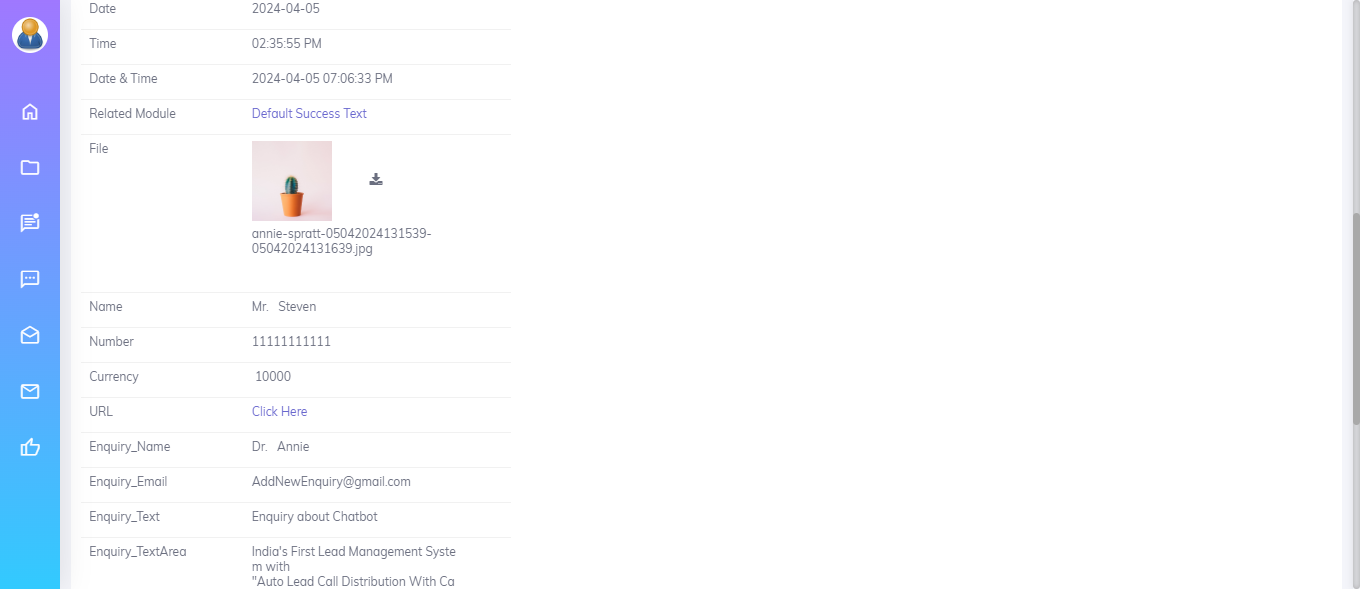 Date 2024-04-05
Time 02:35:55 PM
Date & Time 2024-04-05 07:06:33 PM
Related Module Default Success Text
File
annie-spratt-05042024131539-
05042024131639.jpg
Name Mr. Steven
Number 11111111111
Currency 10000
URL Click Here
Enquiry_Name Dr. Annie
Enquiry_Email AddNewEnquiry@gmail.com
Enquiry_Text Enquiry about Chatbot
Enquiry_TextArea India's First Lead Management Syste
m with
"Auto Lead Call Distribution With Ca